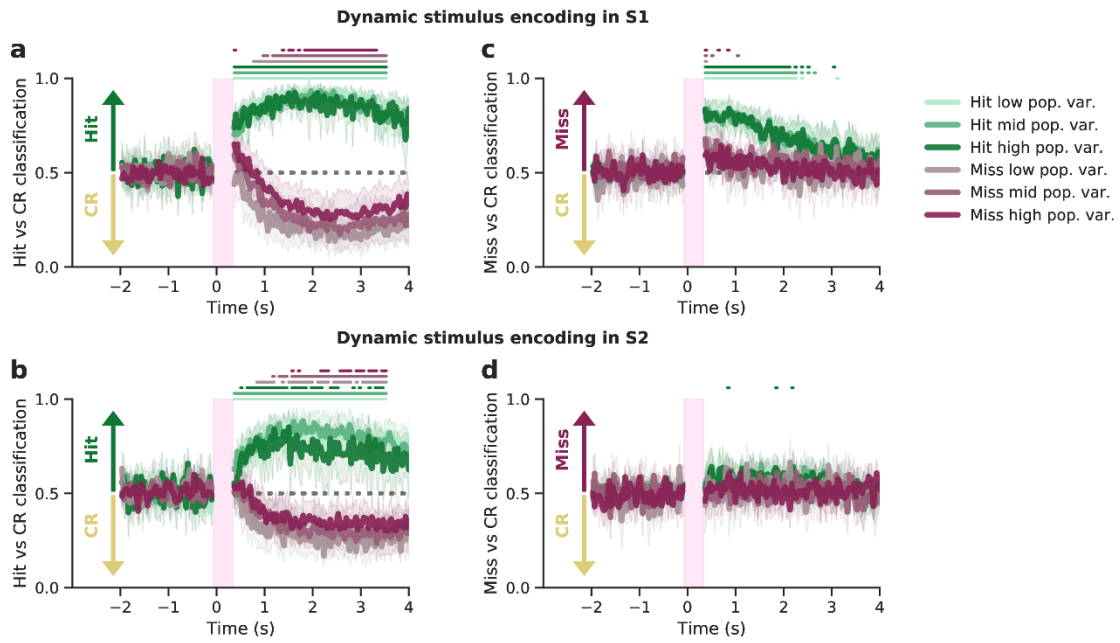 Dynamic stimulus encoding in S1
a
Hit vs CR classification
1.0
0.5
0.0
Hit
CR
−2 −1 0 1 2 3 4
Time (s)
c
Miss vs CR classification
1.0
0.5
0.0
Miss
CR
−2 −1 0 1 2 3 4
Time (s)
Hit low pop. var.
Hit mid pop. var.
Hit high pop. var.
Miss low pop. var.
Miss mid pop. var.
Miss high pop. var.
Dynamic stimulus encoding in S2
b
Hit vs CR classification
1.0
0.5
0.0
Hit
CR
−2 −1 0 1 2 3 4
Time (s)
d
Miss vs CR classification
1.0
0.5
0.0
Miss
CR
−2 −1 0 1 2 3 4
Time (s)